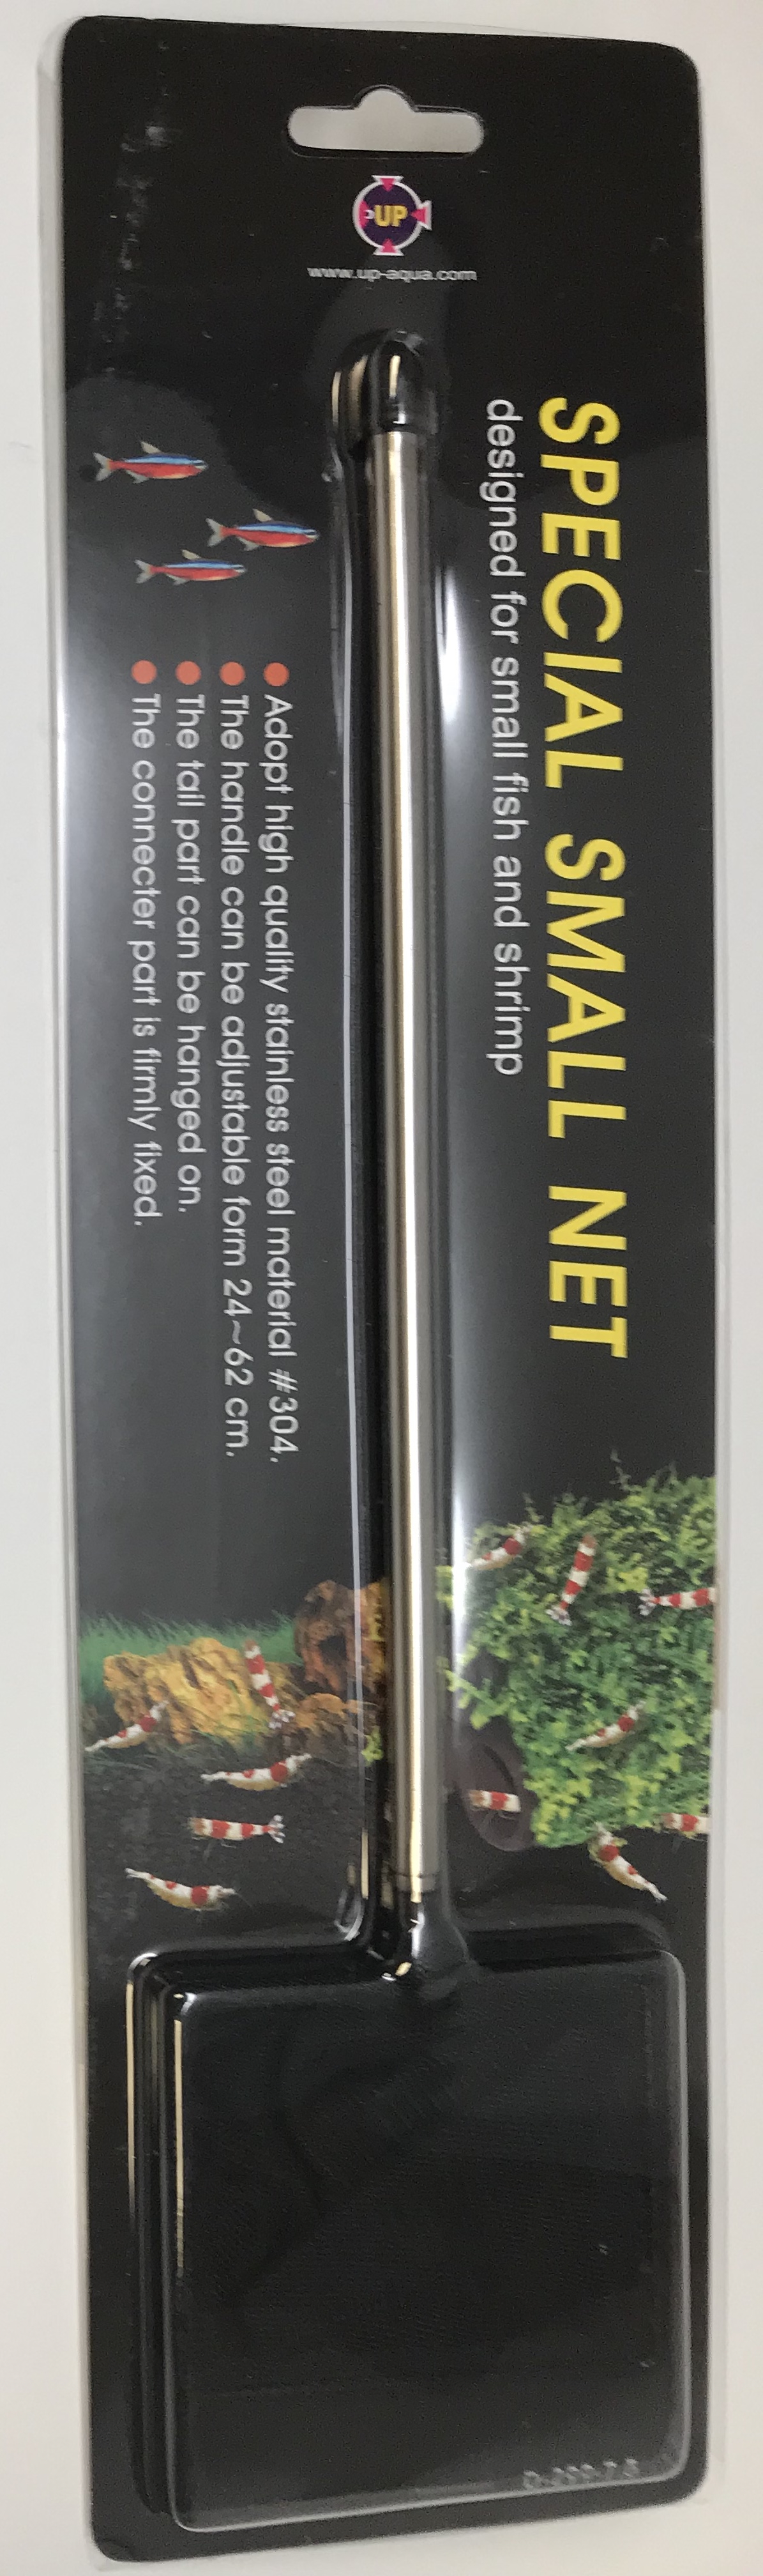 UP
www.up-aqua.com
SPECIAL SMALL NET
designed for small fish and shrimp
Adopt high quality stainless steel material #304.
The handle can be adjustable form 24~62 cm.
The tail part can be hanged on.
The connecter part is firmly fixed.